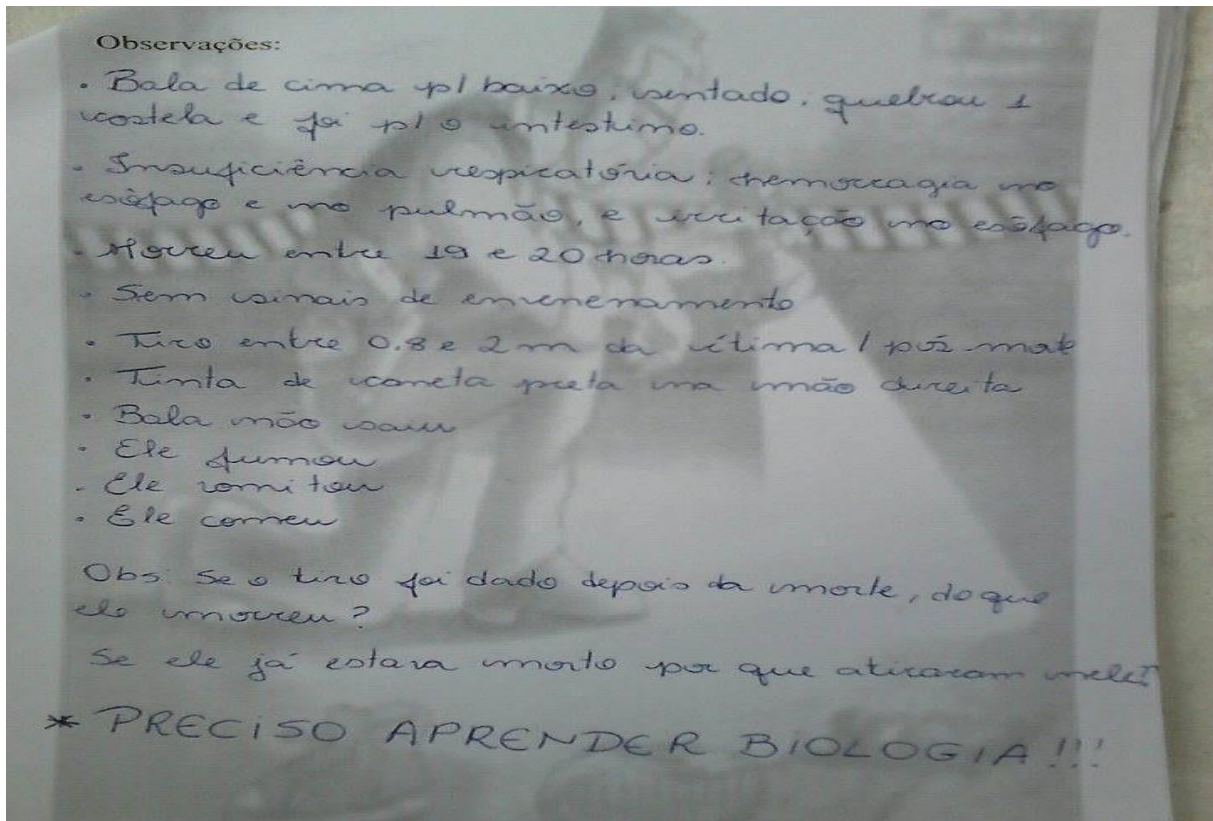 Observações:
. Bala de cima p/ baixo; sentado; quebrou 1
costela e foi p/ o intestino.
- Insuficiência respiratória; hemorragia no
esôfago e no pulmão, e irritação no esôfago.
- Morreu entre 19 e 20 horas.
- Sem sinais de envenenamento
. Tiro entre 0.8 e 2 m da vítima /
. Tinta de caneta preta na mão direita
. Bala não saiu
. Ele fumou
- Ele vomitou
. Ele comeu
Obs: Se o tiro foi dado depois da morte, do que
ele morreu?
Se ele já estava morto por que atiraram nele?
* PRECISO APRENDER BIOLOGIA!!!